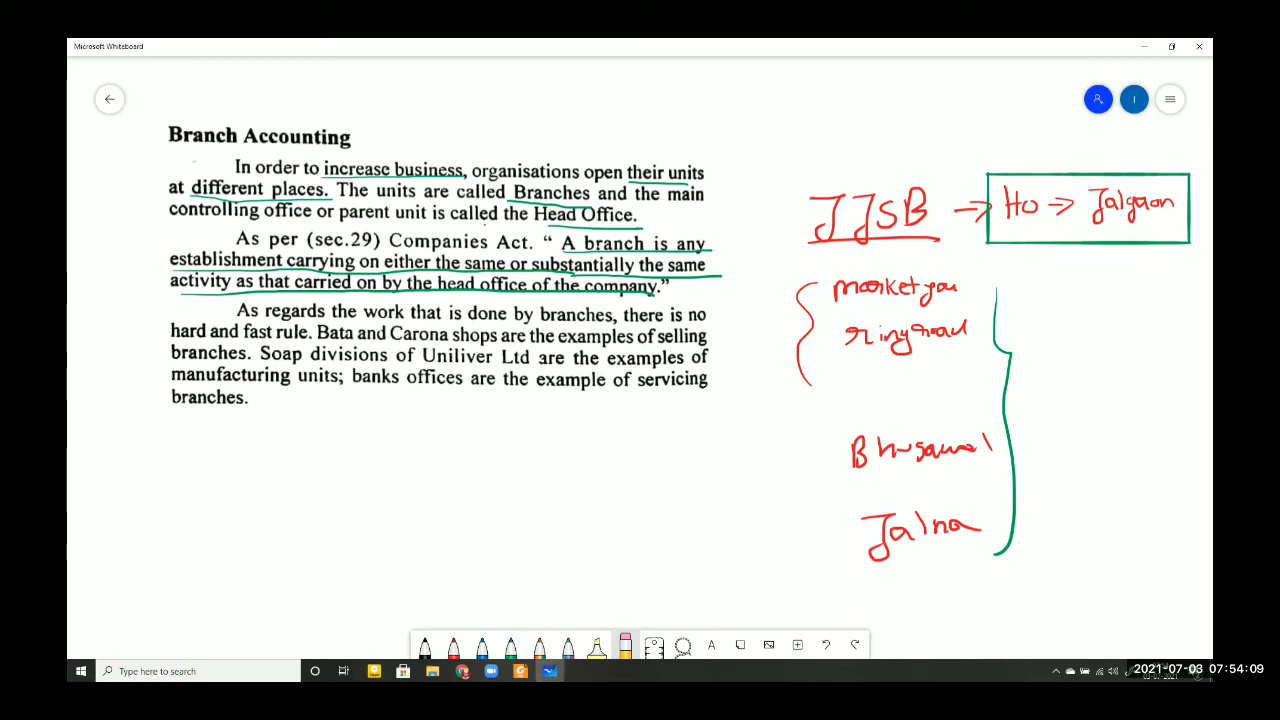 Microsoft Whiteboard
Branch Accounting
In order to increase business, organisations open their units
at different places. The units are called Branches and the main
controlling office or parent unit is called the Head Office.
As per (sec.29) Companies Act. “ A branch is any
establishment carrying on either the same or substantially the same
activity as that carried on by the head office of the company.”
As regards the work that is done by branches, there is no
hard and fast rule. Bata and Carona shops are the examples of selling
branches. Soap divisions of Uniliver Ltd are the examples of
manufacturing units; banks offices are the example of servicing
branches.
JJSB → HO → Jalgaon
market
ringroad
Bhusawal
Jalna
Type here to search
2021-07-03 07:54:09